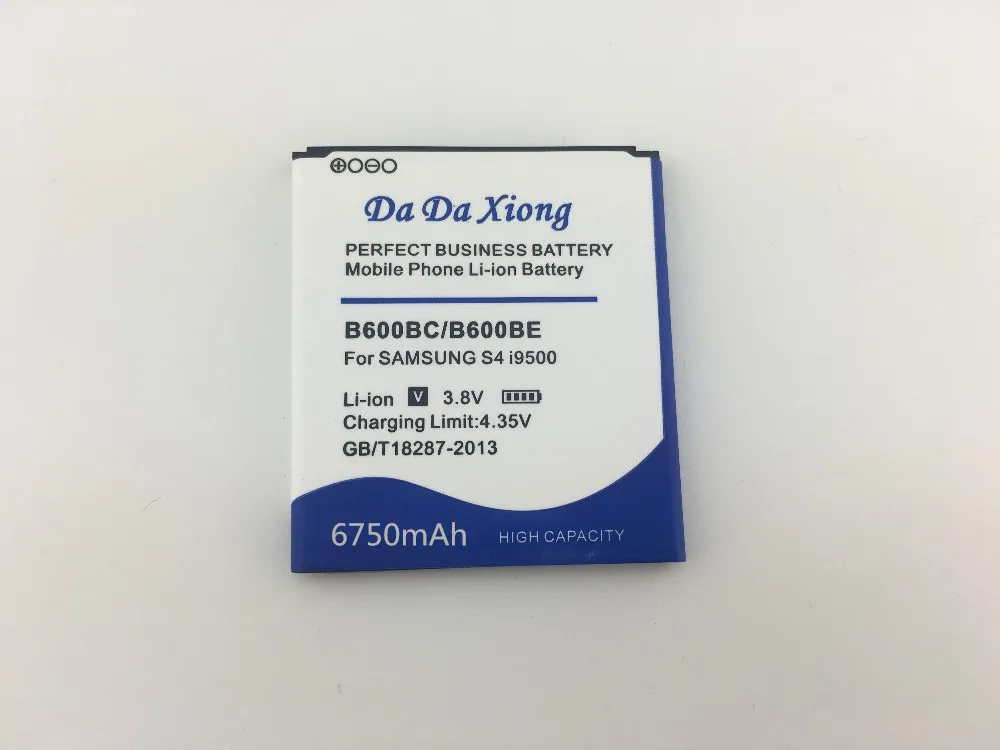 Da Da Xiong
PERFECT BUSINESS BATTERY
Mobile Phone Li-ion Battery
B600BC/B600BE
For SAMSUNG S4 i9500
Li-ion V 3.8V
Charging Limit:4.35V
GB/T18287-2013
6750mAh HIGH CAPACITY